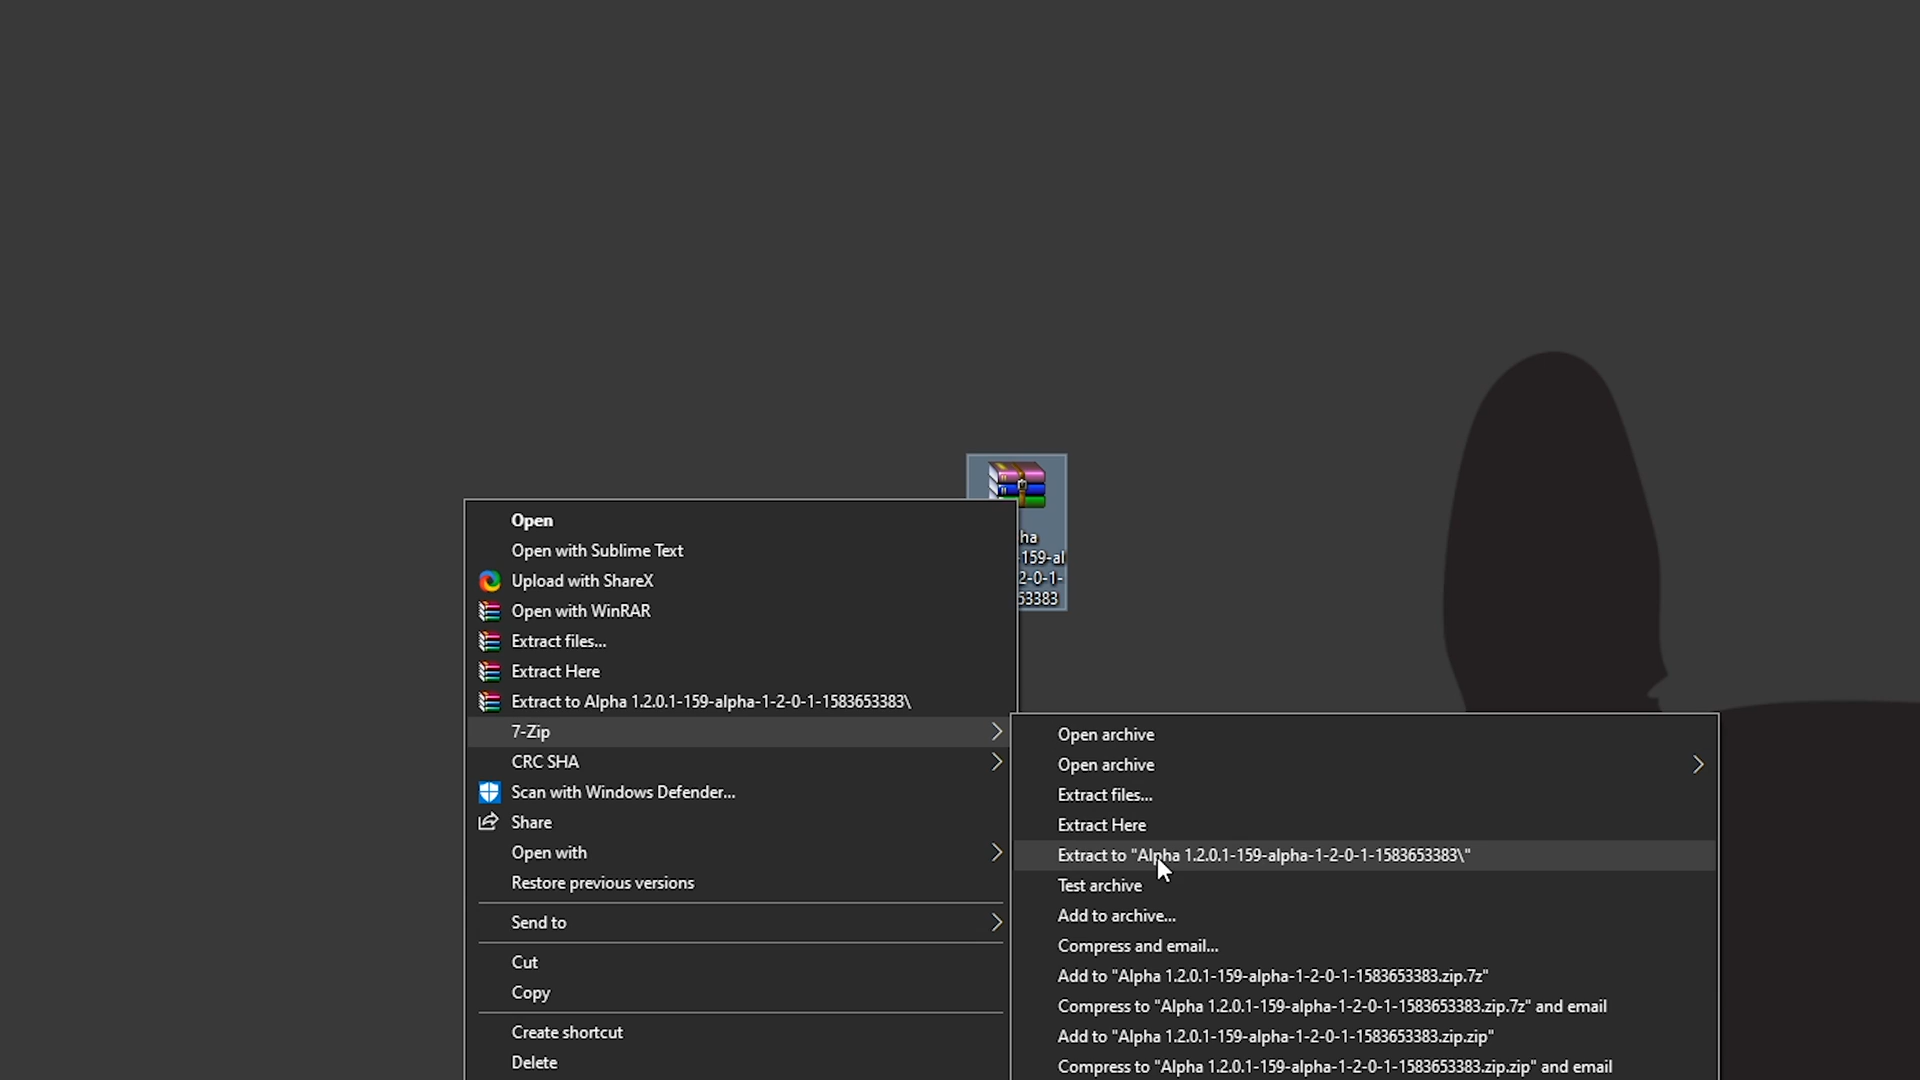 ha
-159-al
2-0-1-
53383
Open
Open with Sublime Text
Upload with ShareX
Open with WinRAR
Extract files...
Extract Here
Extract to Alpha 1.2.0.1-159-alpha-1-2-0-1-1583653383\
7-Zip
CRC SHA
Scan with Windows Defender...
Share
Open with
Restore previous versions
Send to
Cut
Copy
Create shortcut
Delete
Open archive
Open archive
Extract files...
Extract Here
Extract to "Alpha 1.2.0.1-159-alpha-1-2-0-1-1583653383\"
Test archive
Add to archive...
Compress and email...
Add to "Alpha 1.2.0.1-159-alpha-1-2-0-1-1583653383.zip.7z"
Compress to "Alpha 1.2.0.1-159-alpha-1-2-0-1-1583653383.zip.7z" and email
Add to "Alpha 1.2.0.1-159-alpha-1-2-0-1-1583653383.zip.zip"
Compress to "Alpha 1.2.0.1-159-alpha-1-2-0-1-1583653383.zip.zip" and email